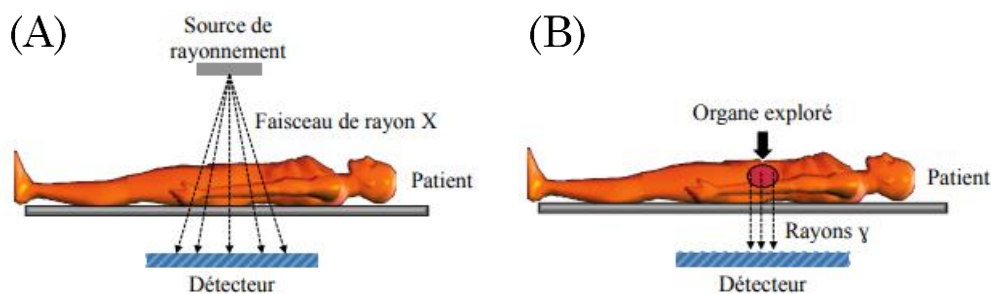 (A)
Source de
rayonnement
Faisceau de rayon X
Patient
Détecteur
(B)
Organe exploré
Patient
Rayons ɣ
Détecteur